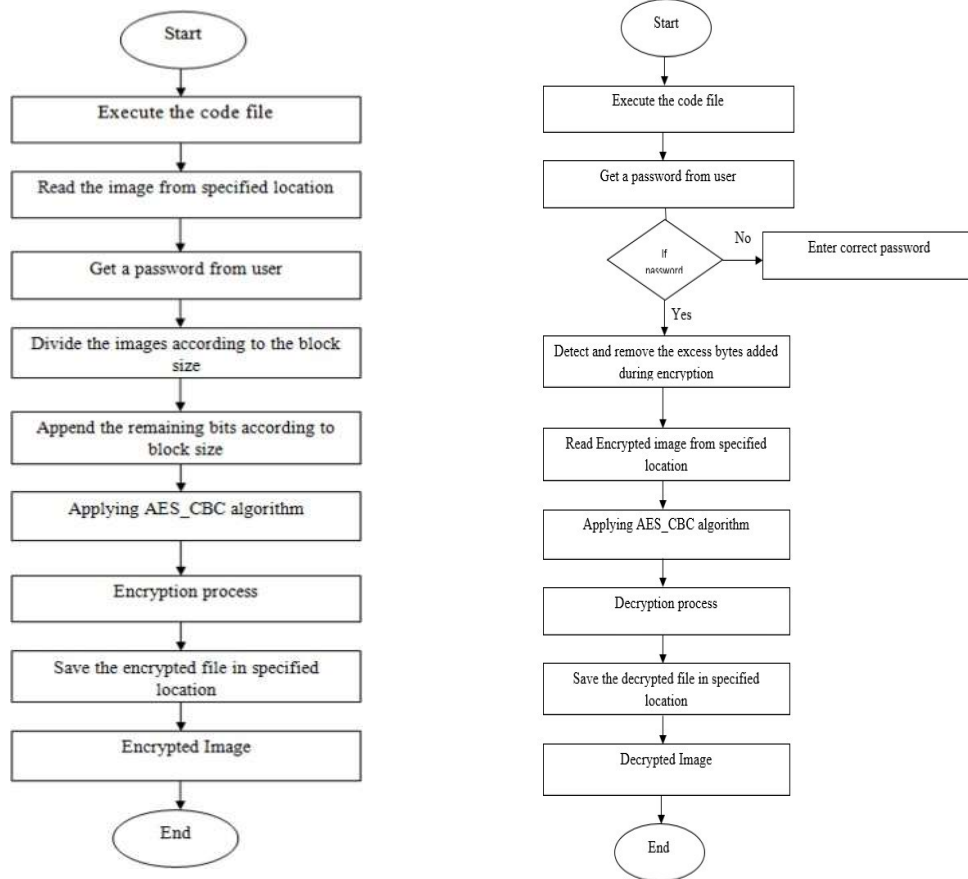 Start
Execute the code file
Read the image from specified location
Get a password from user
Divide the images according to the block
size
Append the remaining bits according to
block size
Applying AES_CBC algorithm
Encryption process
Save the encrypted file in specified
location
Encrypted Image
End
Start
Execute the code file
Get a password from user
If
password
No
Enter correct password
Yes
Detect and remove the excess bytes added
during encryption
Read Encrypted image from specified
location
Applying AES_CBC algorithm
Decryption process
Save the decrypted file in specified
location
Decrypted Image
End